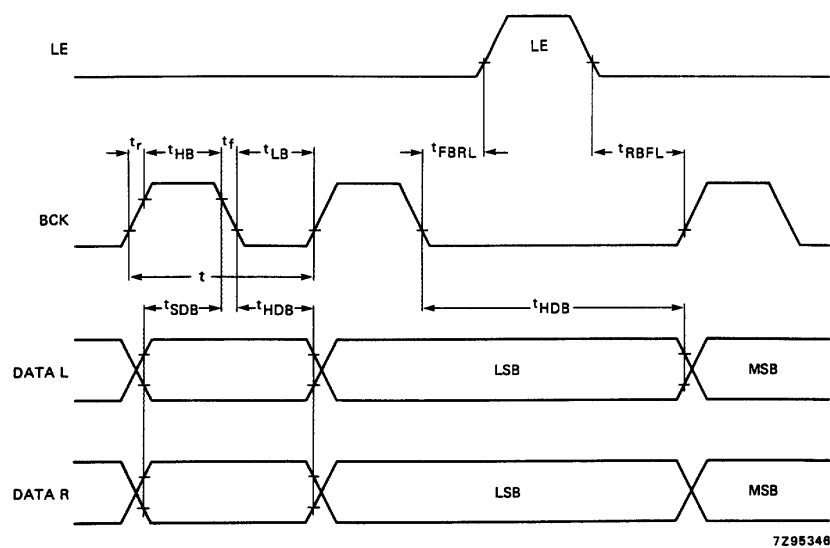 LE
LE
tr
tHB
tf
tLB
tFBRL
tRBFL
BCK
t
tSDB
tHDB
tHDB
DATA L
LSB
MSB
DATA R
LSB
MSB
7Z95346